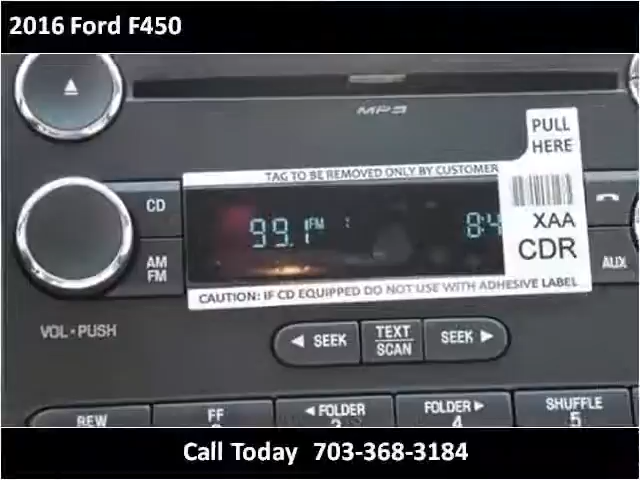 2016 Ford F450
MP3
PULL
HERE
TAG TO BE REMOVED ONLY BY CUSTOMER
CD
99.1 FM
8:4
XAA
CDR
AM
FM
AUX
CAUTION: IF CD EQUIPPED DO NOT USE WITH ADHESIVE LABEL
VOL•PUSH
◄ SEEK
TEXT
SCAN
SEEK ►
REW
FF
◄ FOLDER
FOLDER ►
4
SHUFFLE
5
Call Today 703-368-3184